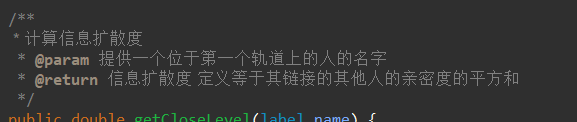 /**
* 计算信息扩散度
* @param 提供一个位于第一个轨道上的人的名字
* @return 信息扩散度 定义等于其链接的其他人的亲密度的平方和
*/
public double getCloseLevel(label name) {